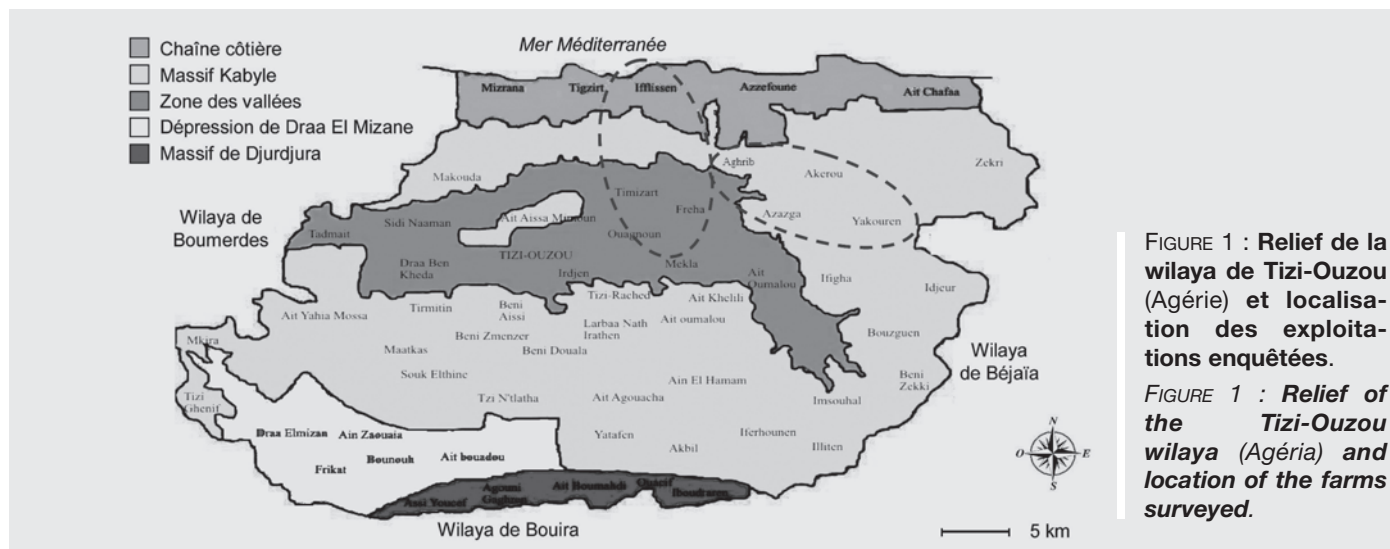 Chaîne côtière
Massif Kabyle
Zone des vallées
Dépression de Draa El Mizane
Massif de Djurdjura
Mer Méditerranée
Mizrana
Tigzirt
Ifflissen
Azzefoune
Ait Chafaa
Makouda
Aghrib
Akerou
Zekri
Wilaya de
Boumerdes
Tadmait
Sidi Naaman
Ait Aissa Mimoun
Timizart
Freha
Azazga
Yakouren
Ouagnoun
TIZI-OUZOU
Draa Ben
Kheda
Irdjen
Mekla
Ait
Oumalou
Ifigha
Idjeur
Ait Yahia Mossa
Tirmitin
Beni
Aissi
Tizi-Rached
Ait Khelili
Larbaa Nath
Irathen
Ait oumalou
Bouzguen
Mkira
Maatkas
Beni Zmenzer
Beni Douala
Wilaya
de Béjaïa
Souk Elthine
Ain El Hamam
Beni
Zekki
Tizi
Ghenif
Tzi N'tlatha
Ait Agouacha
Imsouhal
Draa Elmizan
Ain Zaouaia
Yatafen
Iferhounen
Illiten
Frikat
Bounouh
Ait bouadou
Akbil
N
O
E
S
Assi Youcef
Agouni
Ait Boumahdi
Iboudraren
Wilaya de Bouira
5 km
FIGURE 1 : Relief de la
wilaya de Tizi-Ouzou
(Agérie) et localisa-
tion des exploita-
tions enquêtées.
FIGURE 1 : Relief of
the Tizi-Ouzou
wilaya (Agéria) and
location of the farms
surveyed.